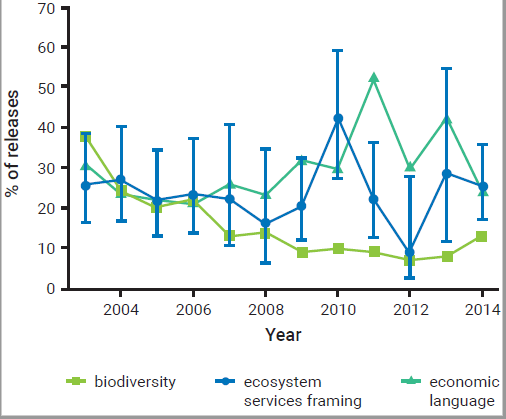 70
60
50
40
30
20
10
0
% of releases
2004 2006 2008 2010 2012 2014
Year
biodiversity ecosystem economic
services framing language